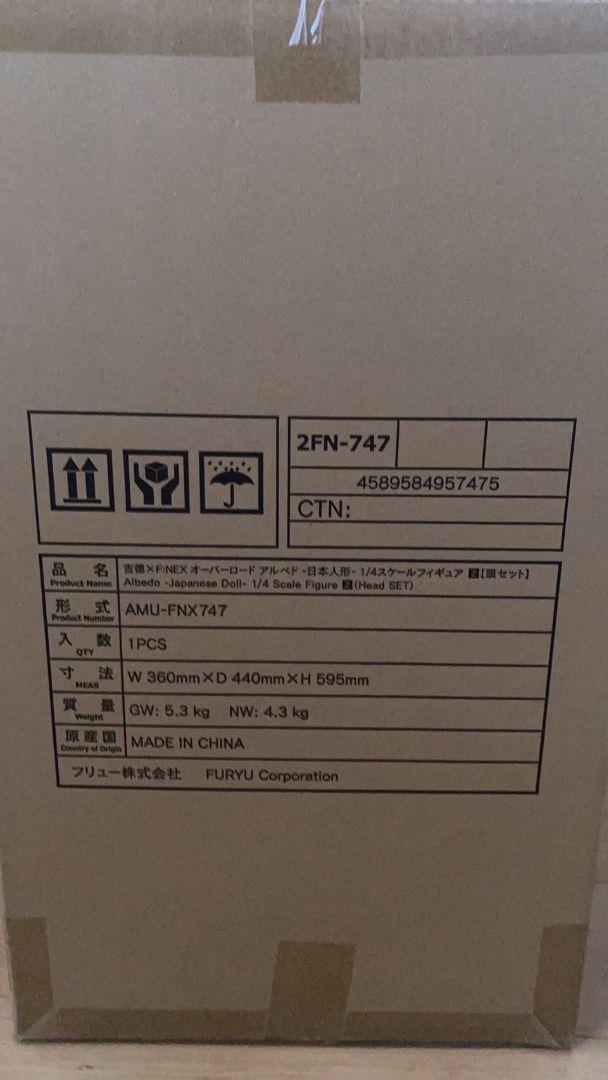 2FN-747
4589584957475
CTN:
品 名 吉德×F:NEX オーバーロード アルベド -日本人形- 1/4スケールフィギュア 2【頭セット】
Product Name Albedo -Japanese Doll- 1/4 Scale Figure 2(Head SET)
形 式 AMU-FNX747
Product Number
入 数 1PCS
QTY
寸 法 W 360mm×D 440mm×H 595mm
MEAS
質 量 GW: 5.3 kg NW: 4.3 kg
Weight
原産国 MADE IN CHINA
Country of Origin
フリュー株式会社 FURYU Corporation